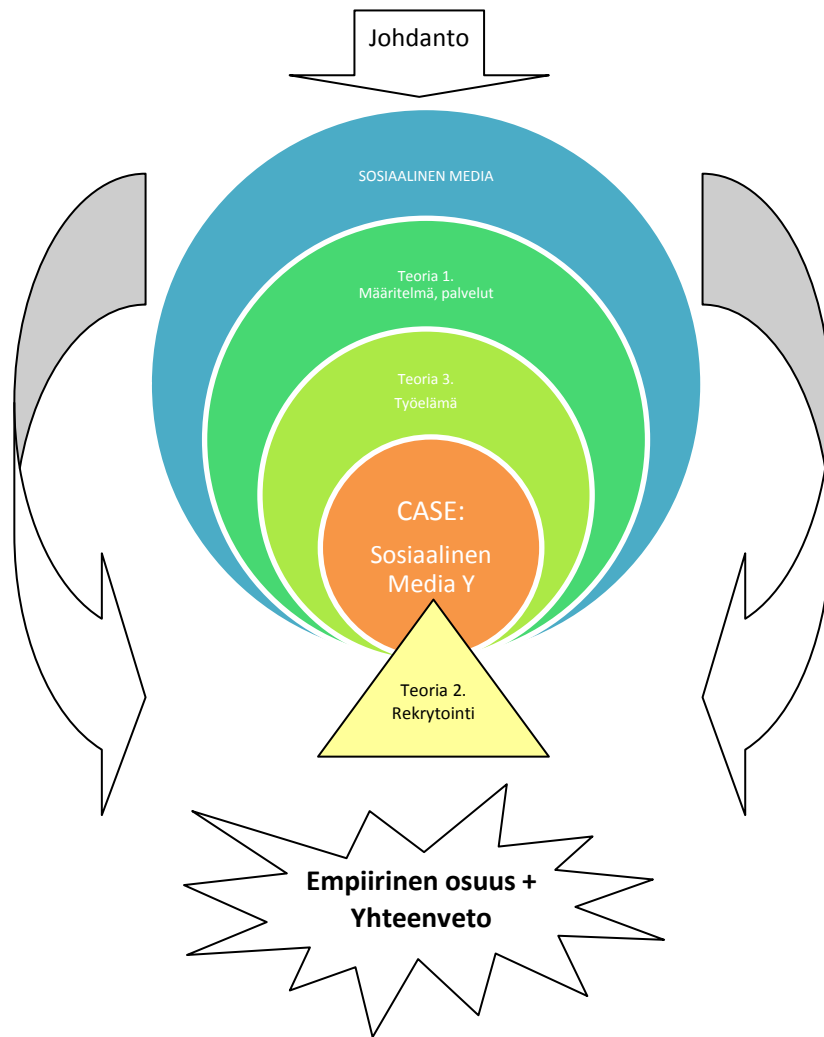 Johdanto
SOSIAALINEN MEDIA
Teoria 1.
Määritelmä, palvelut
Teoria 3.
Työelämä
CASE:
Sosiaalinen
Media Y
Teoria 2.
Rekrytointi
Empiirinen osuus +
Yhteenveto